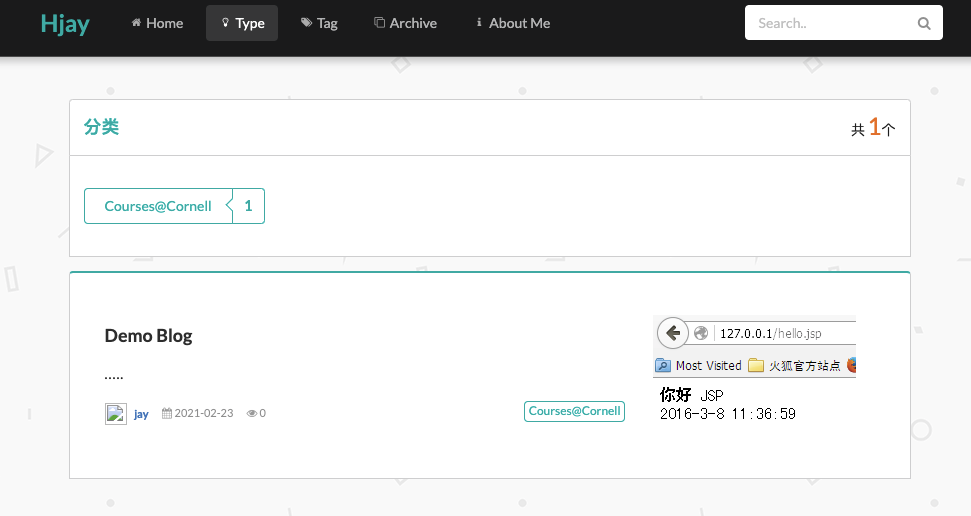 Hjay Home Type Tag Archive About Me Search..
分类 共 1个
Courses@Cornell 1
Demo Blog
.....
jay 2021-02-23 0 Courses@Cornell
127.0.0.1/hello.jsp
Most Visited 火狐官方站点
你好 JSP
2016-3-8 11:36:59